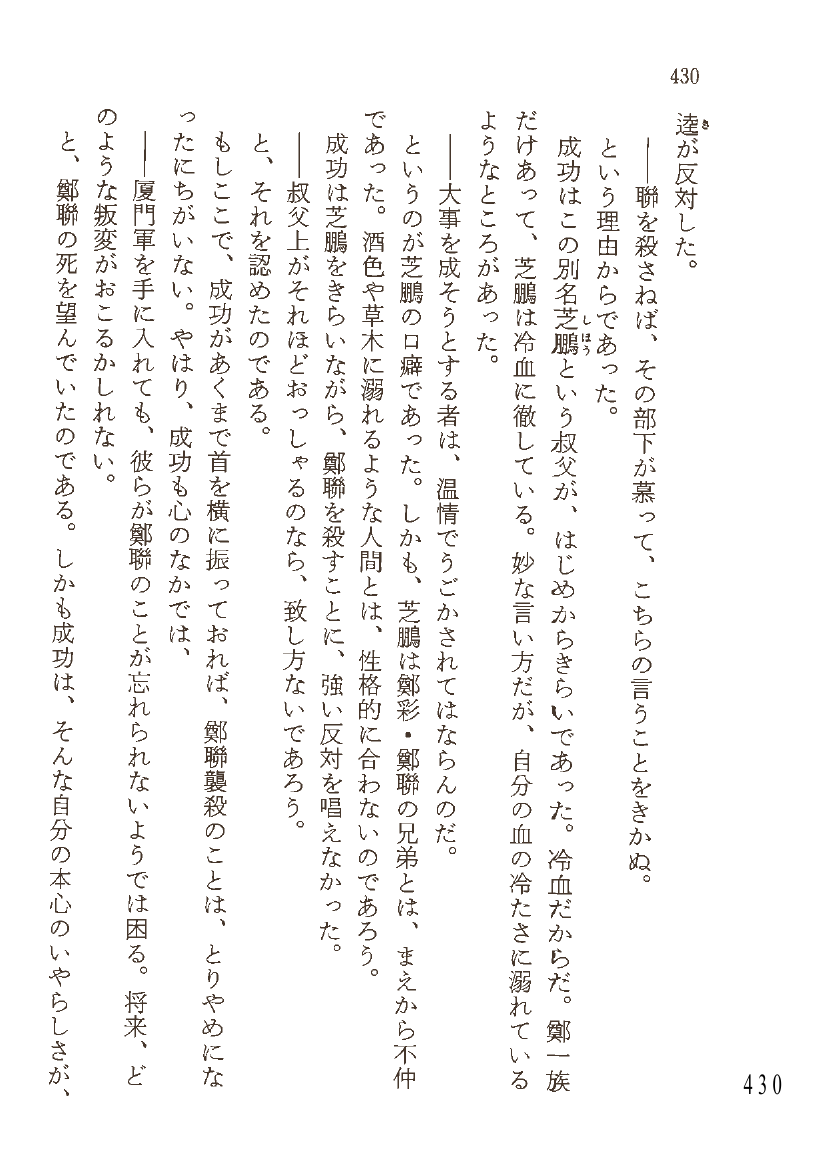 430
逵が反対した。
――聯を殺さねば、その部下が慕って、こちらの言うことをきかぬ。
という理由からであった。
成功はこの別名芝鵬という叔父が、はじめからきらいであった。冷血だからだ。鄭一族
だけあって、芝鵬は冷血に徹している。妙な言い方だが、自分の血の冷たさに溺れている
ようなところがあった。
――大事を成そうとする者は、温情でうごかされてはならんのだ。
というのが芝鵬の口癖であった。しかも、芝鵬は鄭彩・鄭聯の兄弟とは、まえから不仲
であった。酒色や草木に溺れるような人間とは、性格的に合わないのであろう。
成功は芝鵬をきらいながら、鄭聯を殺すことに、強い反対を唱えなかった。
――叔父上がそれほどおっしゃるのなら、致し方ないであろう。
と、それを認めたのである。
もしここで、成功があくまで首を横に振っておれば、鄭聯襲殺のことは、とりやめにな
ったにちがいない。やはり、成功も心のなかでは、
――厦門軍を手に入れても、彼らが鄭聯のことが忘れられないようでは困る。将来、ど
のような叛変がおこるかしれない。
と、鄭聯の死を望んでいたのである。しかも成功は、そんな自分の本心のいやらしさが、
430